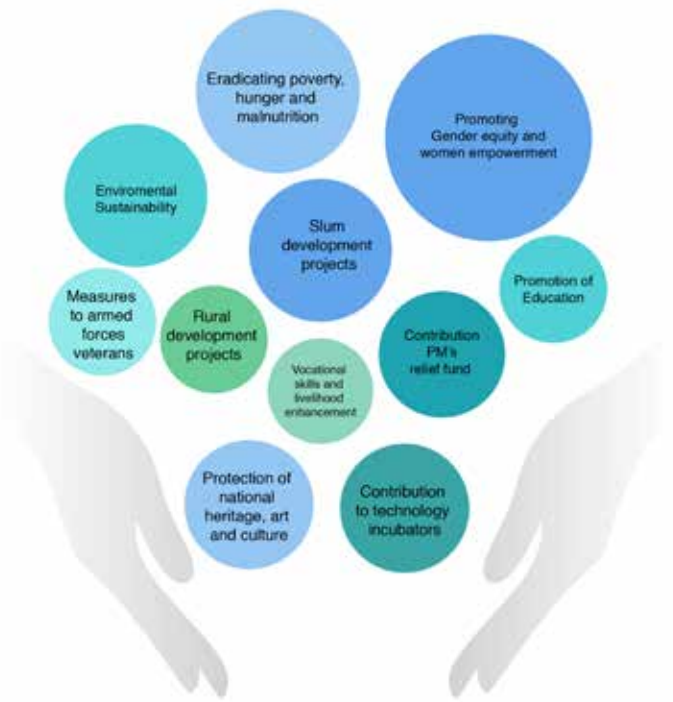 Eradicating poverty,
hunger and
malnutrition
Promoting
Gender equity and
women empowerment
Enviromental
Sustainability
Slum
development
projects
Promotion of
Education
Measures
to armed
forces
veterans
Rural
development
projects
Contribution
PM's
relief fund
Vocational
skills and
livelihood
enhancement
Protection of
national
heritage, art
and culture
Contribution
to technology
incubators